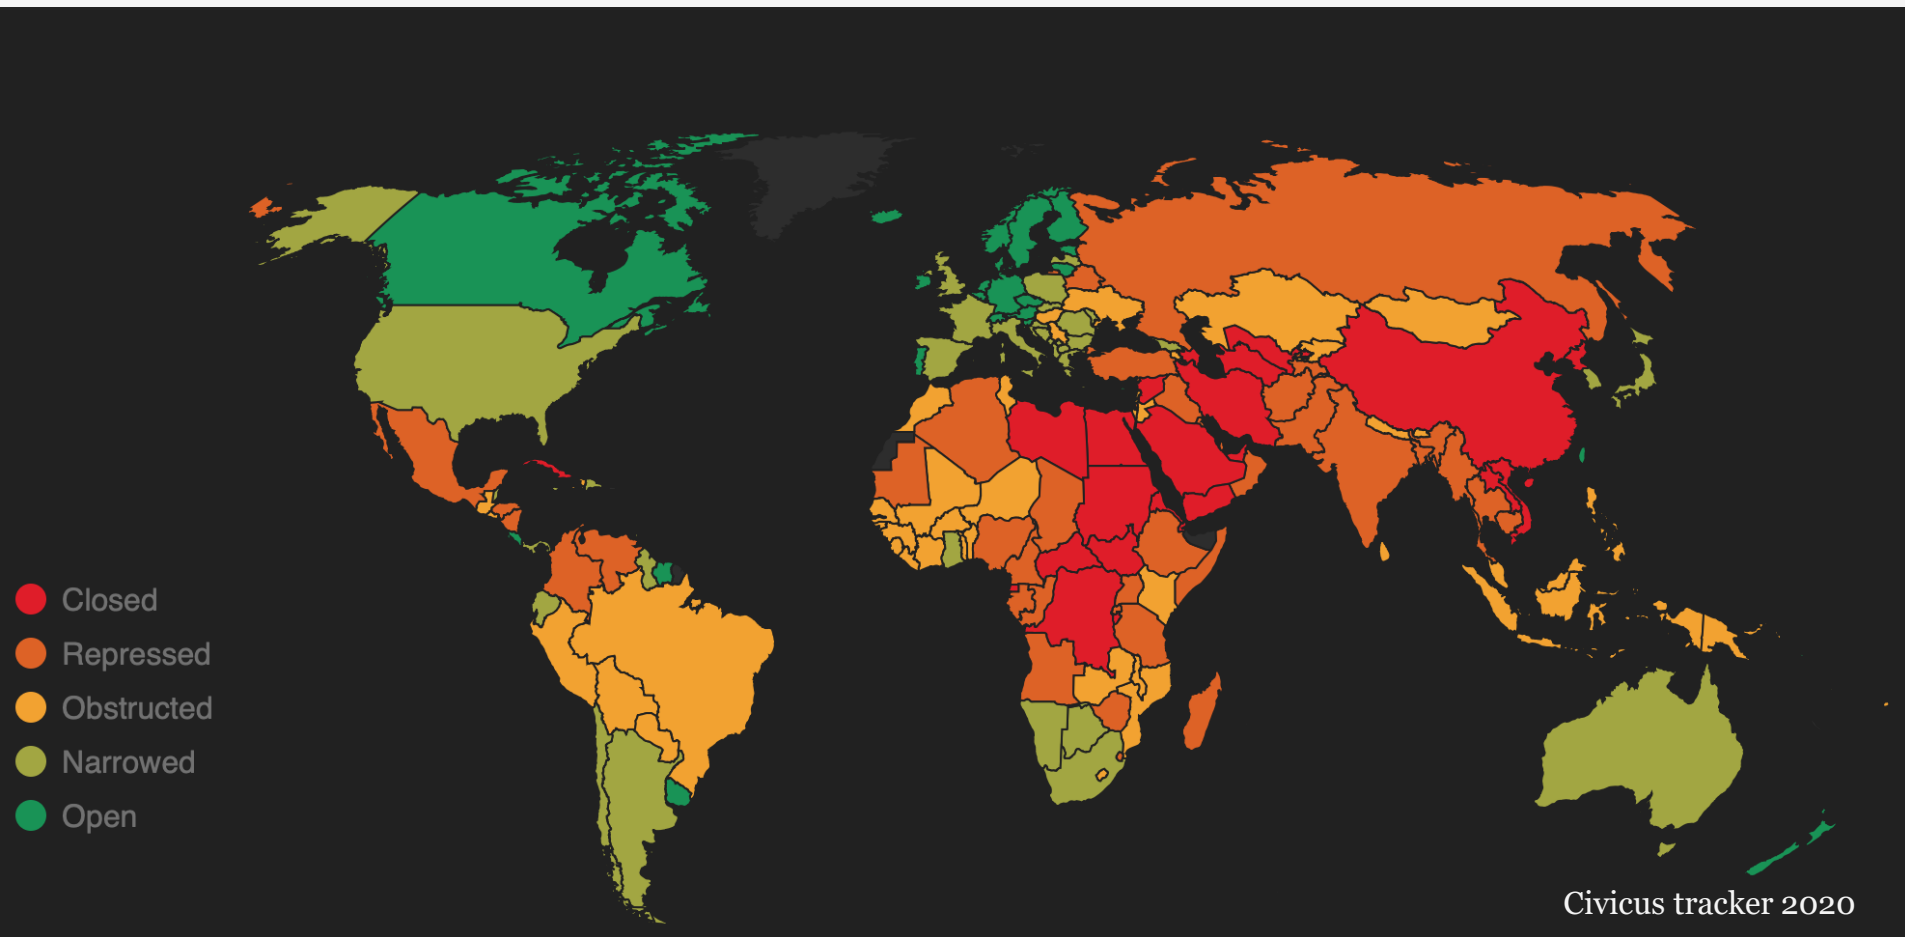 Closed
Repressed
Obstructed
Narrowed
Open
Civicus tracker 2020